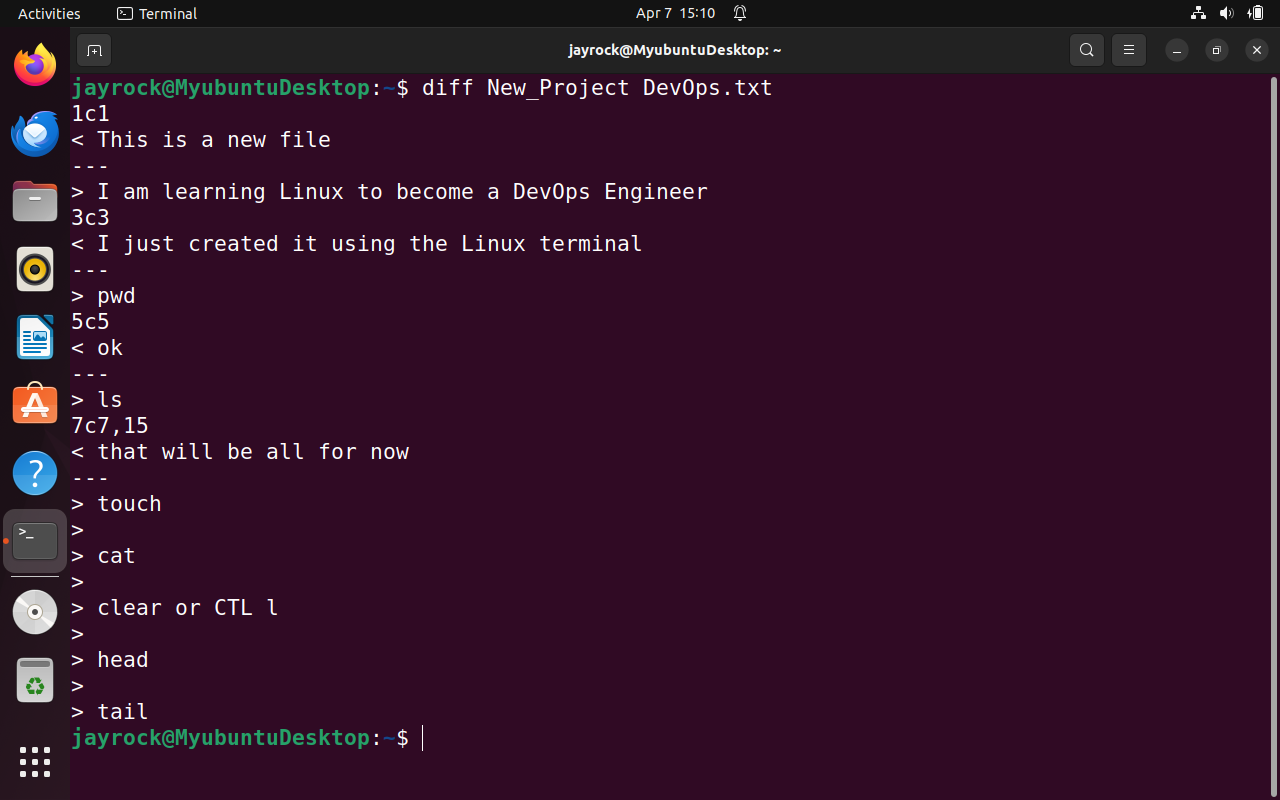 Activities
Terminal
Apr 7 15:10
jayrock@MyubuntuDesktop: ~
jayrock@MyubuntuDesktop:~$ diff New_Project DevOps.txt
1c1
< This is a new file
---
> I am learning Linux to become a DevOps Engineer
3c3
< I just created it using the Linux terminal
---
> pwd
5c5
< ok
---
> ls
7c7,15
< that will be all for now
---
> touch
>
> cat
>
> clear or CTL l
>
> head
>
> tail
jayrock@MyubuntuDesktop:~$